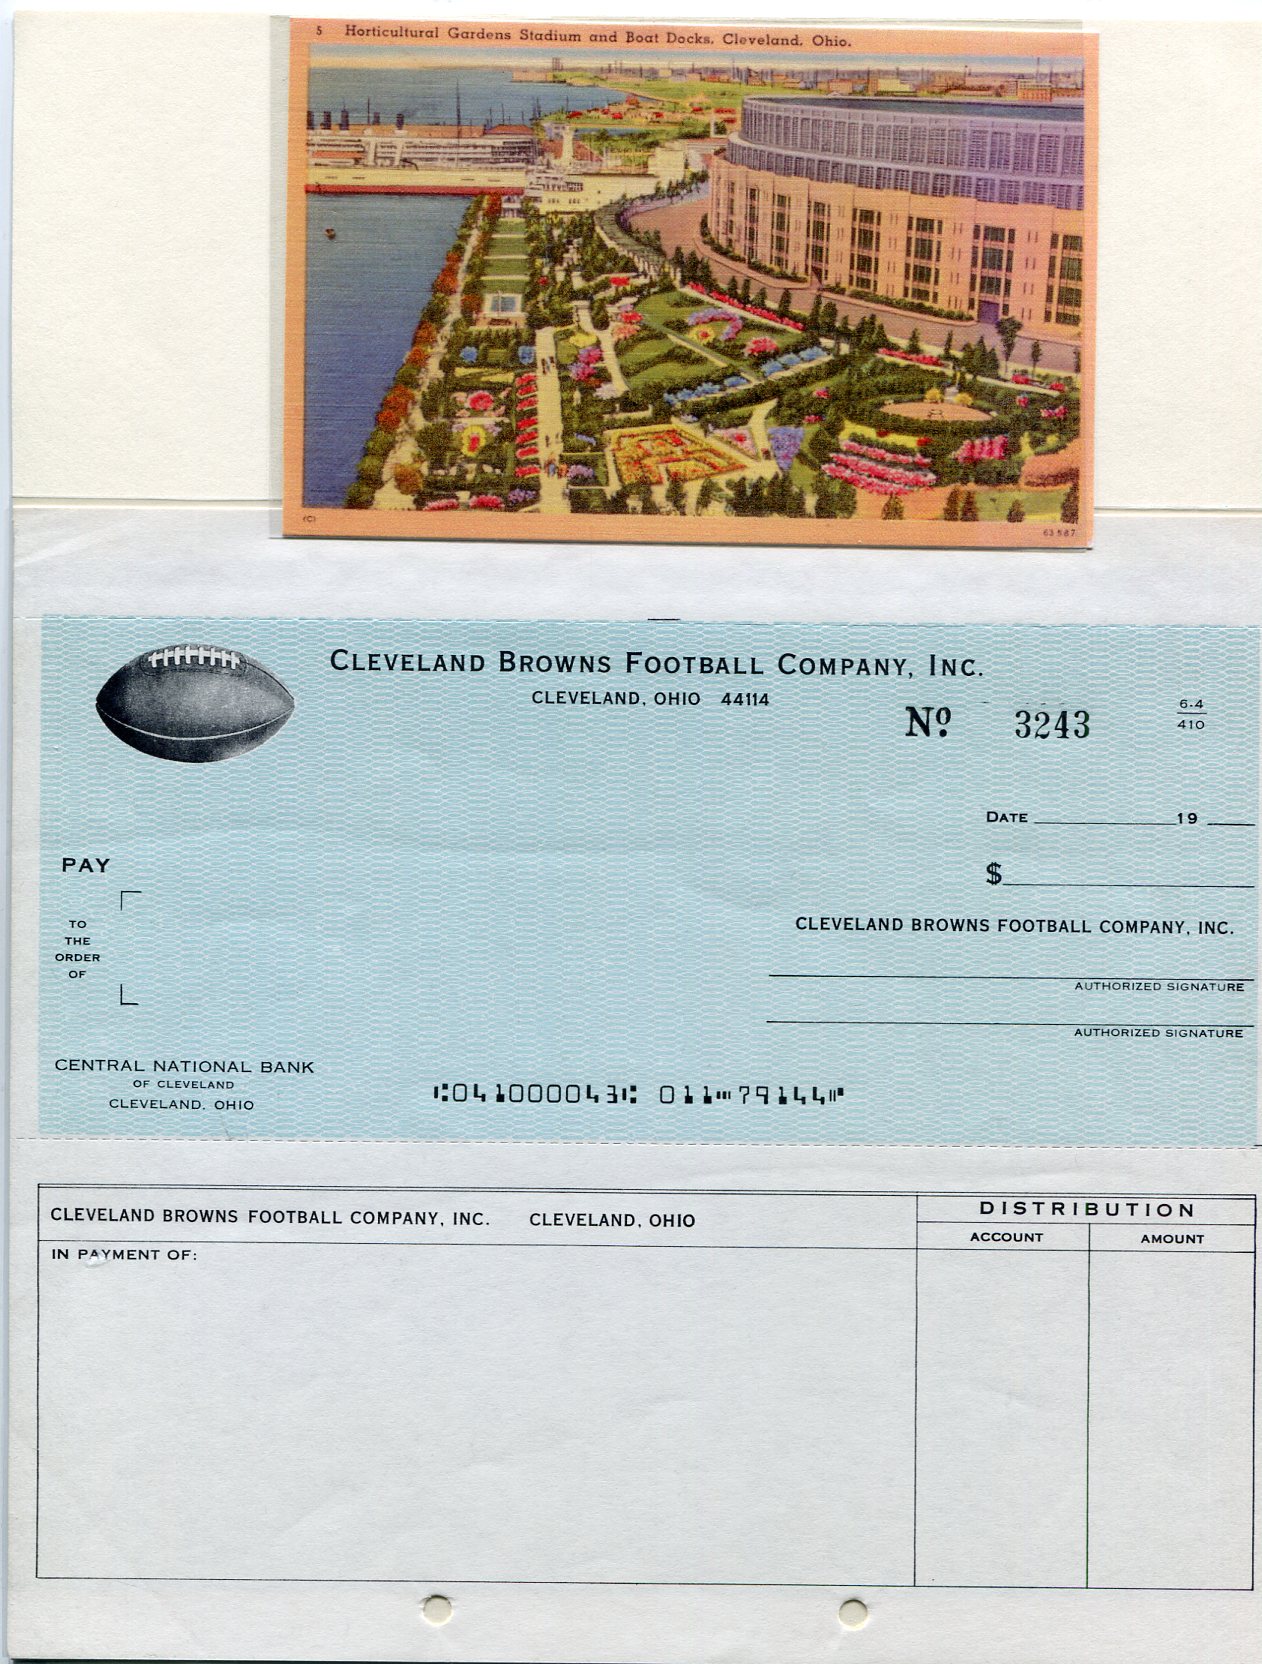 5 Horticultural Gardens Stadium and Boat Docks, Cleveland, Ohio.
(C)
63587
CLEVELAND BROWNS FOOTBALL COMPANY, INC.
CLEVELAND, OHIO 44114
Nº 3243
6-4
410
DATE 19
PAY
$
TO
THE
ORDER
OF
CLEVELAND BROWNS FOOTBALL COMPANY, INC.
AUTHORIZED SIGNATURE
AUTHORIZED SIGNATURE
CENTRAL NATIONAL BANK
OF CLEVELAND
CLEVELAND, OHIO
⑆041000043⑆ 011⑉79144⑈
CLEVELAND BROWNS FOOTBALL COMPANY, INC. CLEVELAND, OHIO
DISTRIBUTION
ACCOUNT AMOUNT
IN PAYMENT OF: